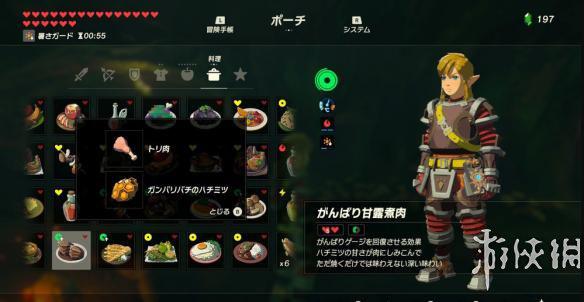 L
冒険手帳
ポーチ
R
システム
197
暑さガード 00:55
料理
トリ肉
ガンバリバチのハチミツ
とじる B
×6
がんばり甘露煮肉
がんばりゲージを回復させる効果
ハチミツの甘さが肉にしみこんで
ただ焼くだけでは味わえない深い味わい
游侠网